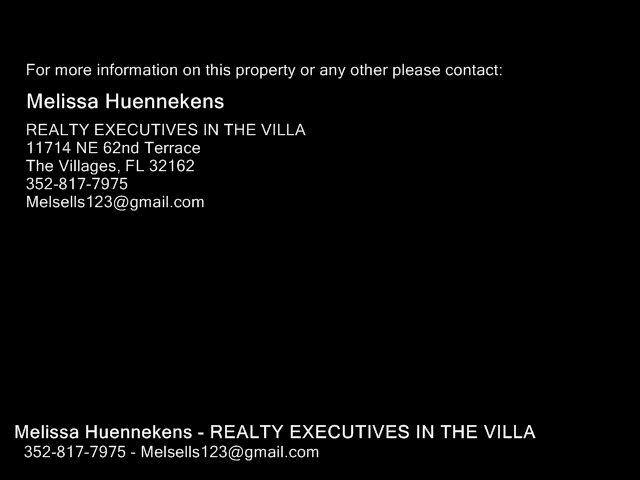 For more information on this property or any other please contact:
Melissa Huennekens
REALTY EXECUTIVES IN THE VILLA
11714 NE 62nd Terrace
The Villages, FL 32162
352-817-7975
Melsells123@gmail.com
Melissa Huennekens - REALTY EXECUTIVES IN THE VILLA
352-817-7975 - Melsells123@gmail.com